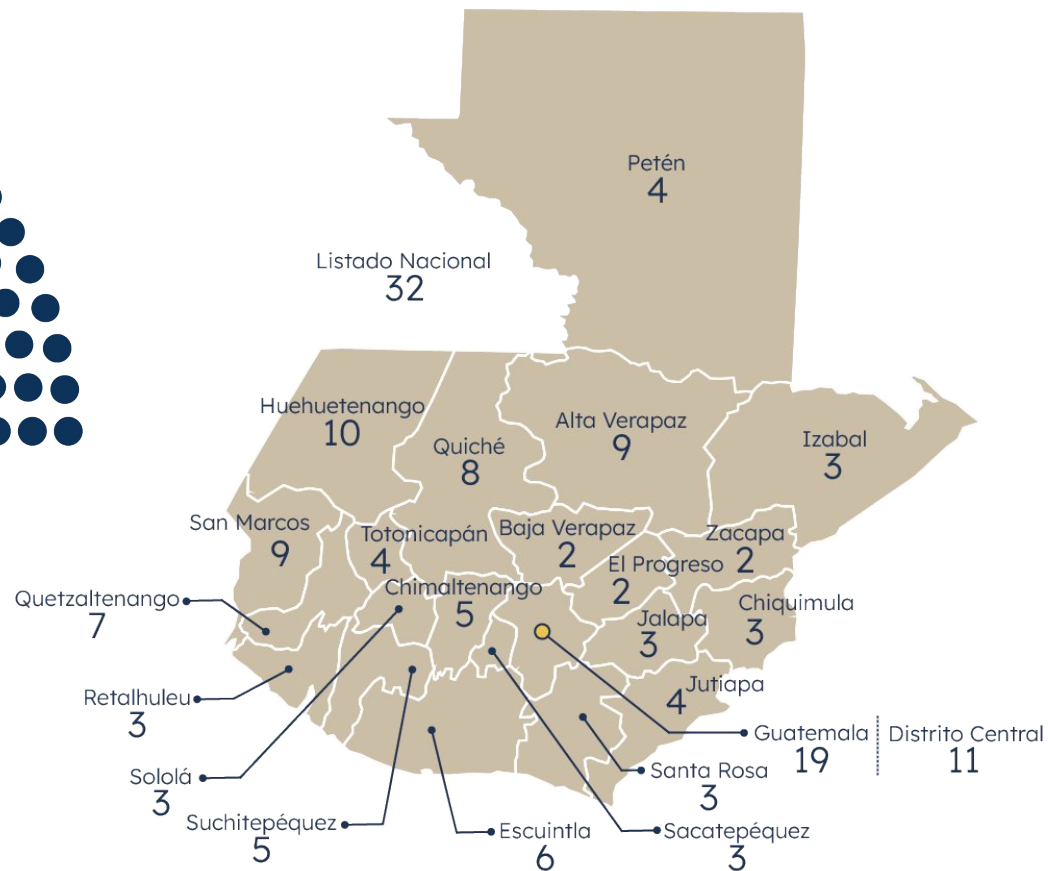 Petén
4
Listado Nacional
32
Huehuetenango
10
Quiché
8
Alta Verapaz
9
Izabal
3
San Marcos
9
Totonicapán
4
Baja Verapaz
2
Zacapa
2
El Progreso
2
Chimaltenango
5
Quetzaltenango
7
Jalapa
3
Chiquimula
3
Retalhuleu
3
Jutiapa
4
Guatemala
19
Distrito Central
11
Sololá
3
Santa Rosa
3
Suchitepéquez
5
Escuintla
6
Sacatepéquez
3